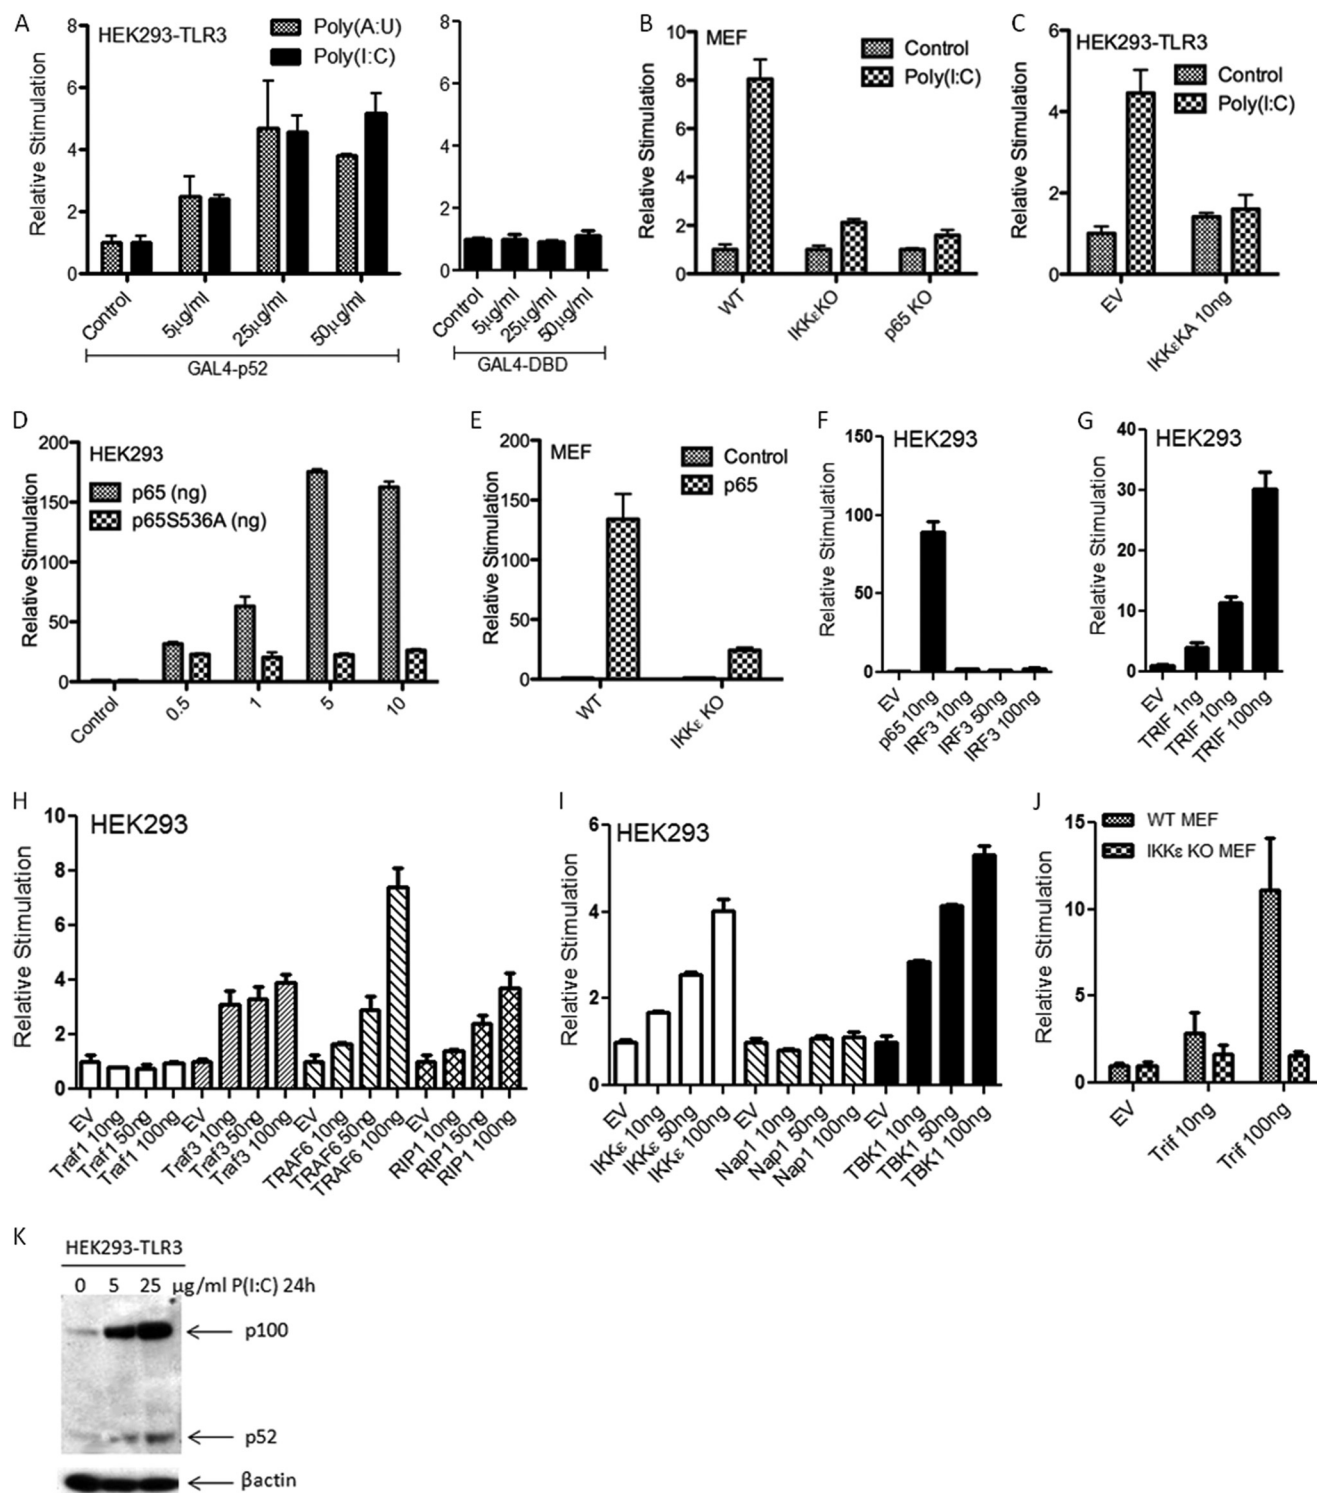 A
HEK293-TLR3
Poly(A:U)
Poly(I:C)
Relative Stimulation
8
6
4
2
0
Control
5μg/ml
25μg/ml
50μg/ml
GAL4-p52
8
6
4
2
0
Control
5μg/ml
25μg/ml
50μg/ml
GAL4-DBD
B
MEF
Control
Poly(I:C)
Relative Stimulation
10
8
6
4
2
0
WT
IKKεKO
p65 KO
C
HEK293-TLR3
Control
Poly(I:C)
Relative Stimulation
6
4
2
0
EV
IKKεKA 10ng
D
HEK293
p65 (ng)
p65S536A (ng)
Relative Stimulation
200
150
100
50
0
Control
0.5
1
5
10
E
MEF
Control
p65
Relative Stimulation
200
150
100
50
0
WT
IKKε KO
F
HEK293
Relative Stimulation
150
100
50
0
EV
p65 10ng
IRF3 10ng
IRF3 50ng
IRF3 100ng
G
HEK293
Relative Stimulation
40
30
20
10
0
EV
TRIF 1ng
TRIF 10ng
TRIF 100ng
H
HEK293
Relative Stimulation
10
8
6
4
2
0
EV
Traf1 10ng
Traf1 50ng
Traf1 100ng
EV
Traf3 10ng
Traf3 50ng
Traf3 100ng
EV
TRAF6 10ng
TRAF6 50ng
TRAF6 100ng
EV
RIP1 10ng
RIP1 50ng
RIP1 100ng
I
HEK293
Relative Stimulation
6
4
2
0
EV
IKKε 10ng
IKKε 50ng
IKKε 100ng
EV
Nap1 10ng
Nap1 50ng
Nap1 100ng
EV
TBK1 10ng
TBK1 50ng
TBK1 100ng
J
WT MEF
IKKε KO MEF
Relative Stimulation
15
10
5
0
EV
Trif 10ng
Trif 100ng
K
HEK293-TLR3
0 5 25 μg/ml P(I:C) 24h
p100
p52
βactin